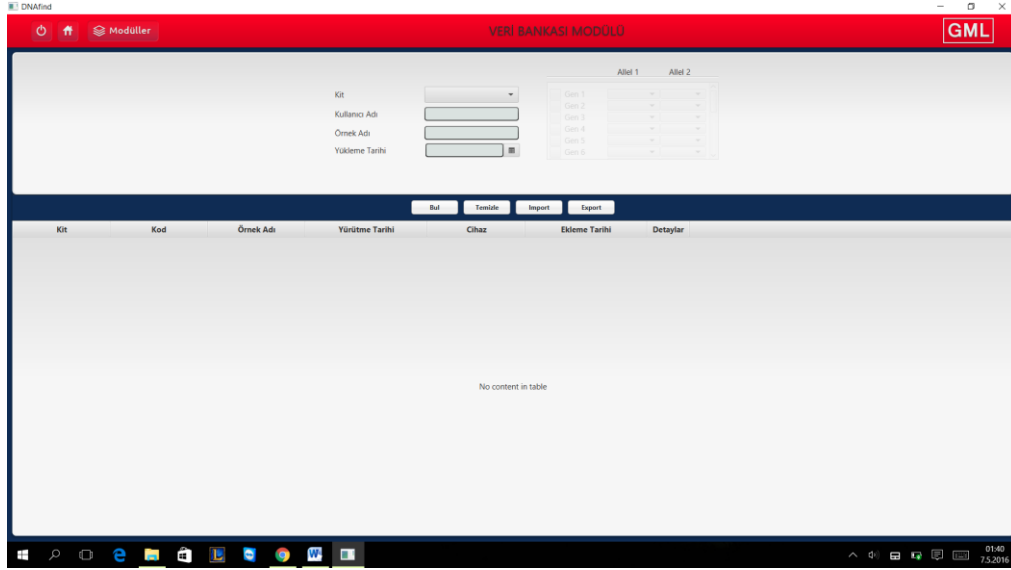 DNAfind
Modüller
VERİ BANKASI MODÜLÜ
GML
Allel 1 Allel 2
Kit
Kullanıcı Adı
Örnek Adı
Yükleme Tarihi
Gen 1
Gen 2
Gen 3
Gen 4
Gen 5
Gen 6
Bul Temizle Import Export
Kit Kod Örnek Adı Yürütme Tarihi Cihaz Ekleme Tarihi Detaylar
No content in table
01:40
7.5.2016